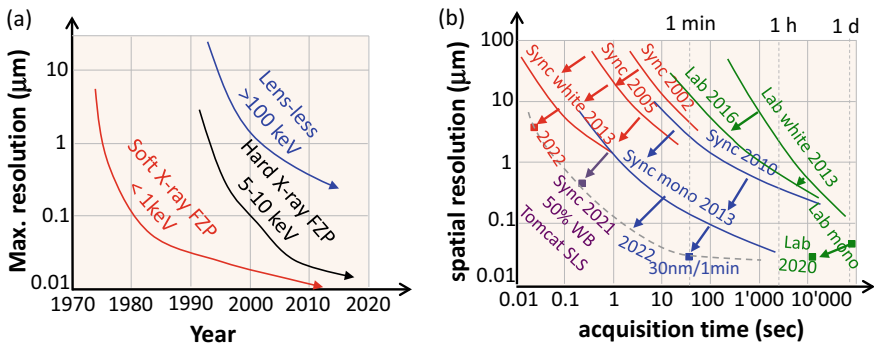 (a)
Max. resolution (μm)
10
1
0.1
0.01
1970
1980
1990
2000
2010
2020
Year
Soft X-ray FZP
< 1keV
Hard X-ray FZP
5-10 keV
Lens-less
>100 keV
(b)
1 min
1 h
1 d
spatial resolution (μm)
100
10
1
0.1
0.01
0.01
0.1
1
10
100
1'000
10'000
acquisition time (sec)
Sync white 2013
Sync 2005
Sync 2002
Lab 2016
Lab white 2013
2022
Sync 2010
Sync mono 2013
Sync 2021
50% WB
Tomcat SLS
2022
30nm/1min
Lab
2020
Lab mono